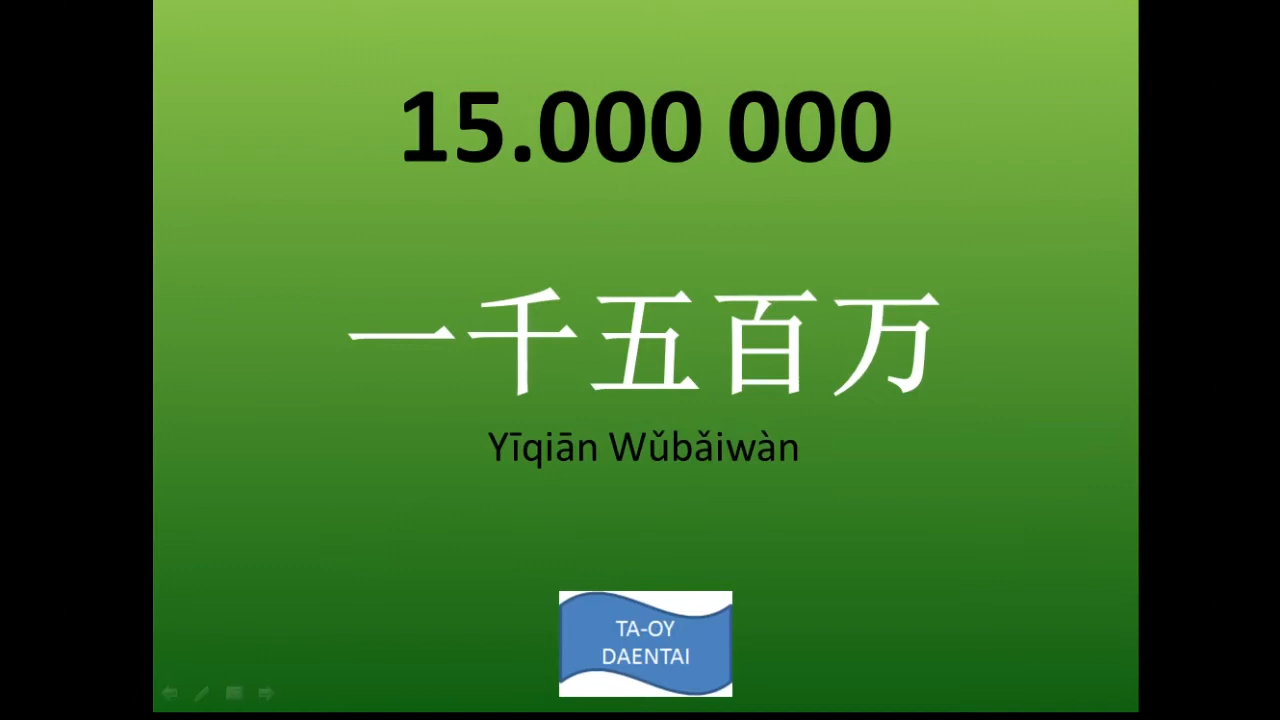 15.000 000
一千五百万
Yīqiān Wǔbǎiwàn
TA-OY
DAENTAI